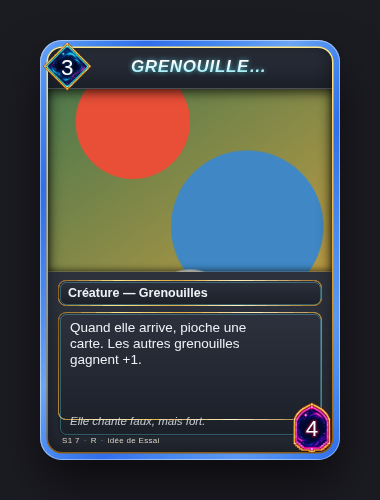 3
GRENOUILLE…
Créature — Grenouilles
Quand elle arrive, pioche une
carte. Les autres grenouilles
gagnent +1.
Elle chante faux, mais fort.
S1 7 · R · Idée de Essai
4